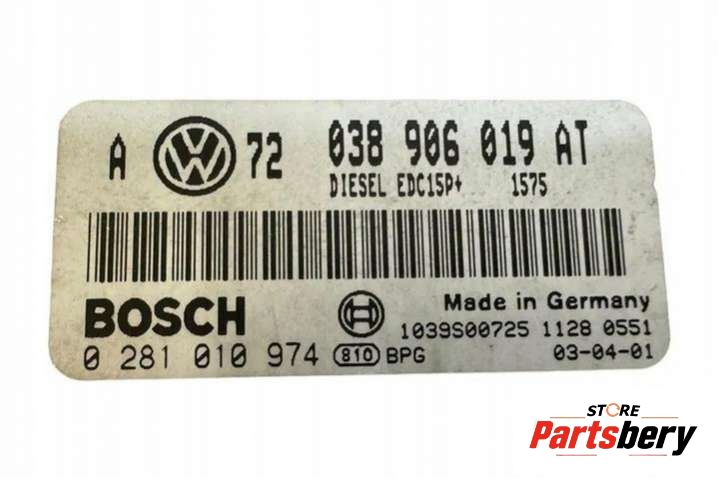 A VW 72 038 906 019 AT
DIESEL EDC15P+ 1575
BOSCH Made in Germany
1039S00725 1128 0551
0 281 010 974 810 BPG 03-04-01
STORE
Partsbery